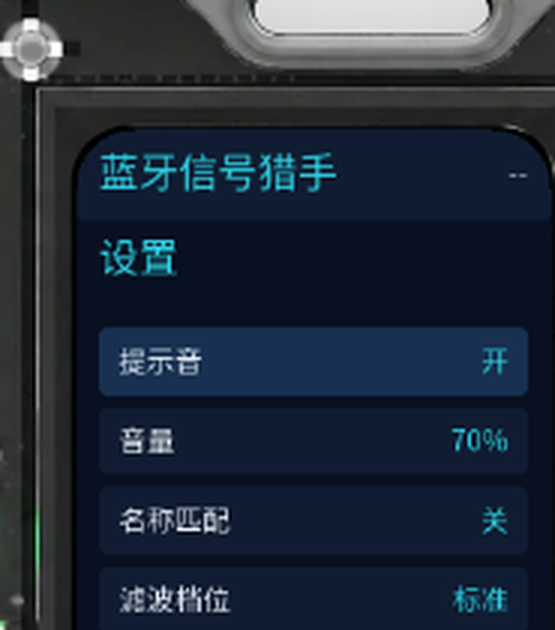 蓝牙信号猎手 --
设置
提示音 开
音量 70%
名称匹配 关
滤波档位 标准